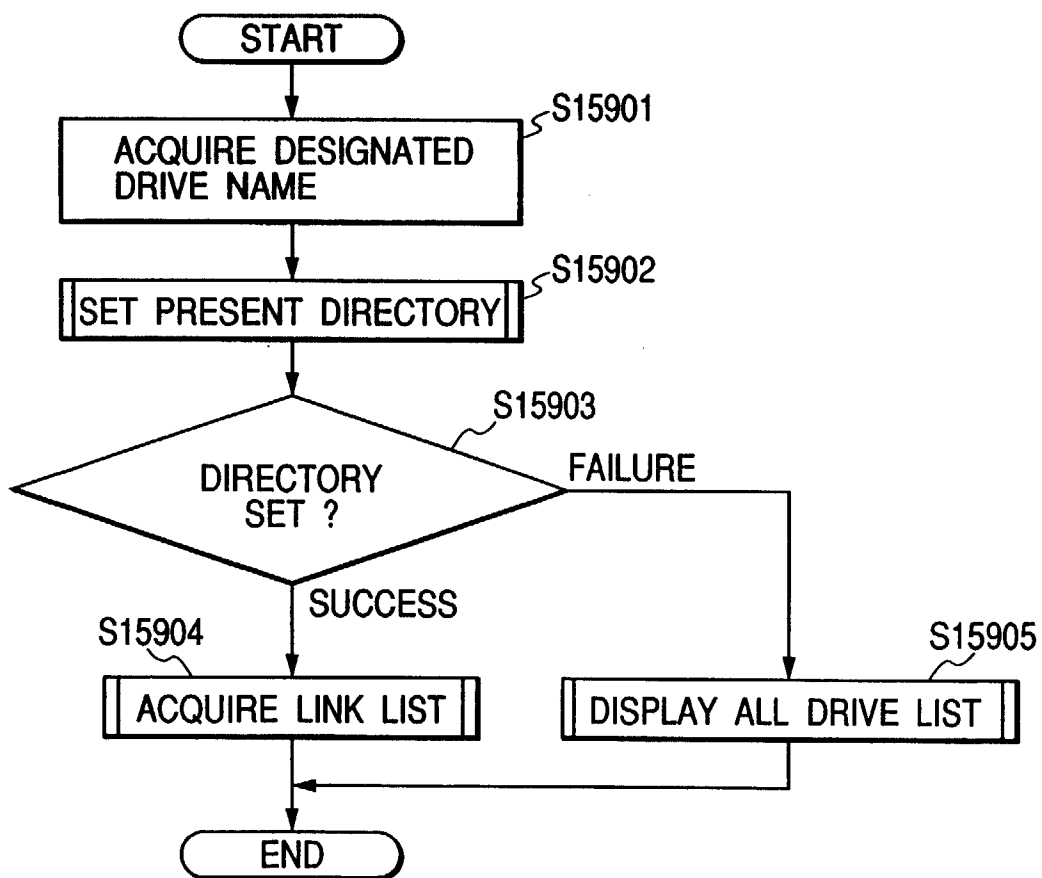 START
S15901
ACQUIRE DESIGNATED
DRIVE NAME
S15902
SET PRESENT DIRECTORY
S15903
DIRECTORY
SET ?
FAILURE
SUCCESS
S15904
ACQUIRE LINK LIST
S15905
DISPLAY ALL DRIVE LIST
END